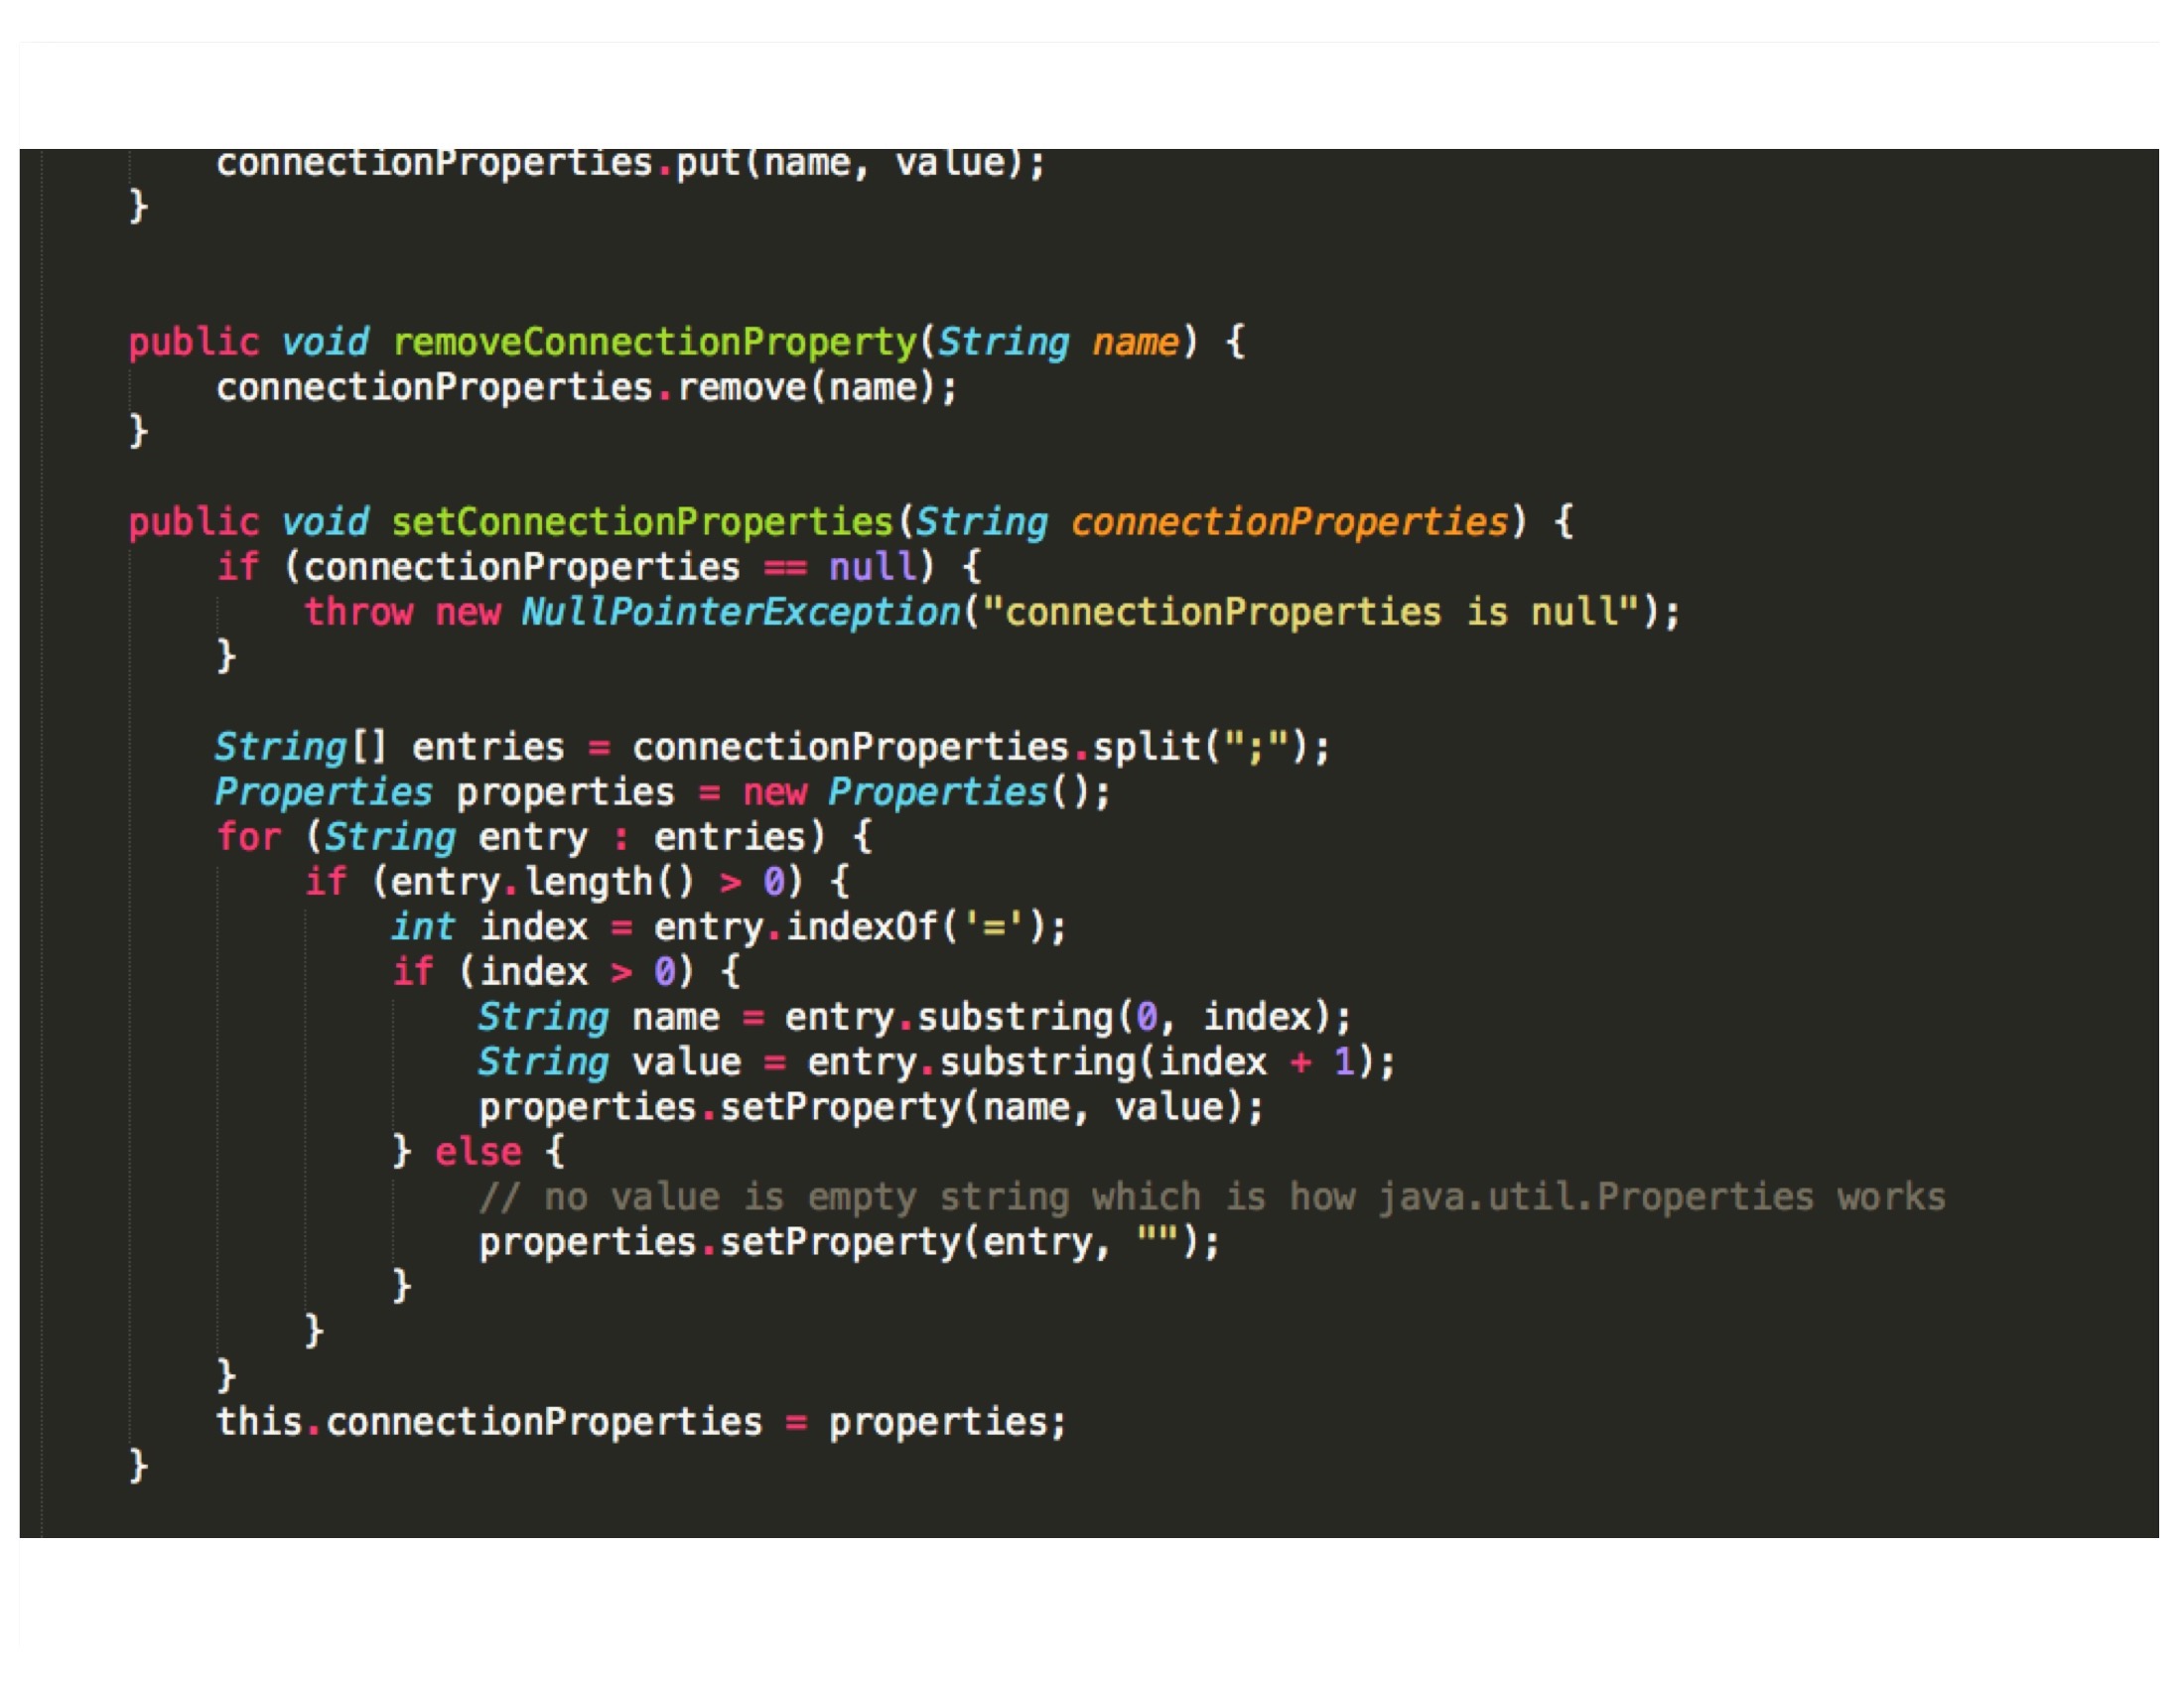 connectionProperties.put(name, value);
}
public void removeConnectionProperty(String name) {
connectionProperties.remove(name);
}
public void setConnectionProperties(String connectionProperties) {
if (connectionProperties == null) {
throw new NullPointerException("connectionProperties is null");
}
String[] entries = connectionProperties.split(";");
Properties properties = new Properties();
for (String entry : entries) {
if (entry.length() > 0) {
int index = entry.indexOf('=');
if (index > 0) {
String name = entry.substring(0, index);
String value = entry.substring(index + 1);
properties.setProperty(name, value);
} else {
// no value is empty string which is how java.util.Properties works
properties.setProperty(entry, "");
}
}
}
this.connectionProperties = properties;
}